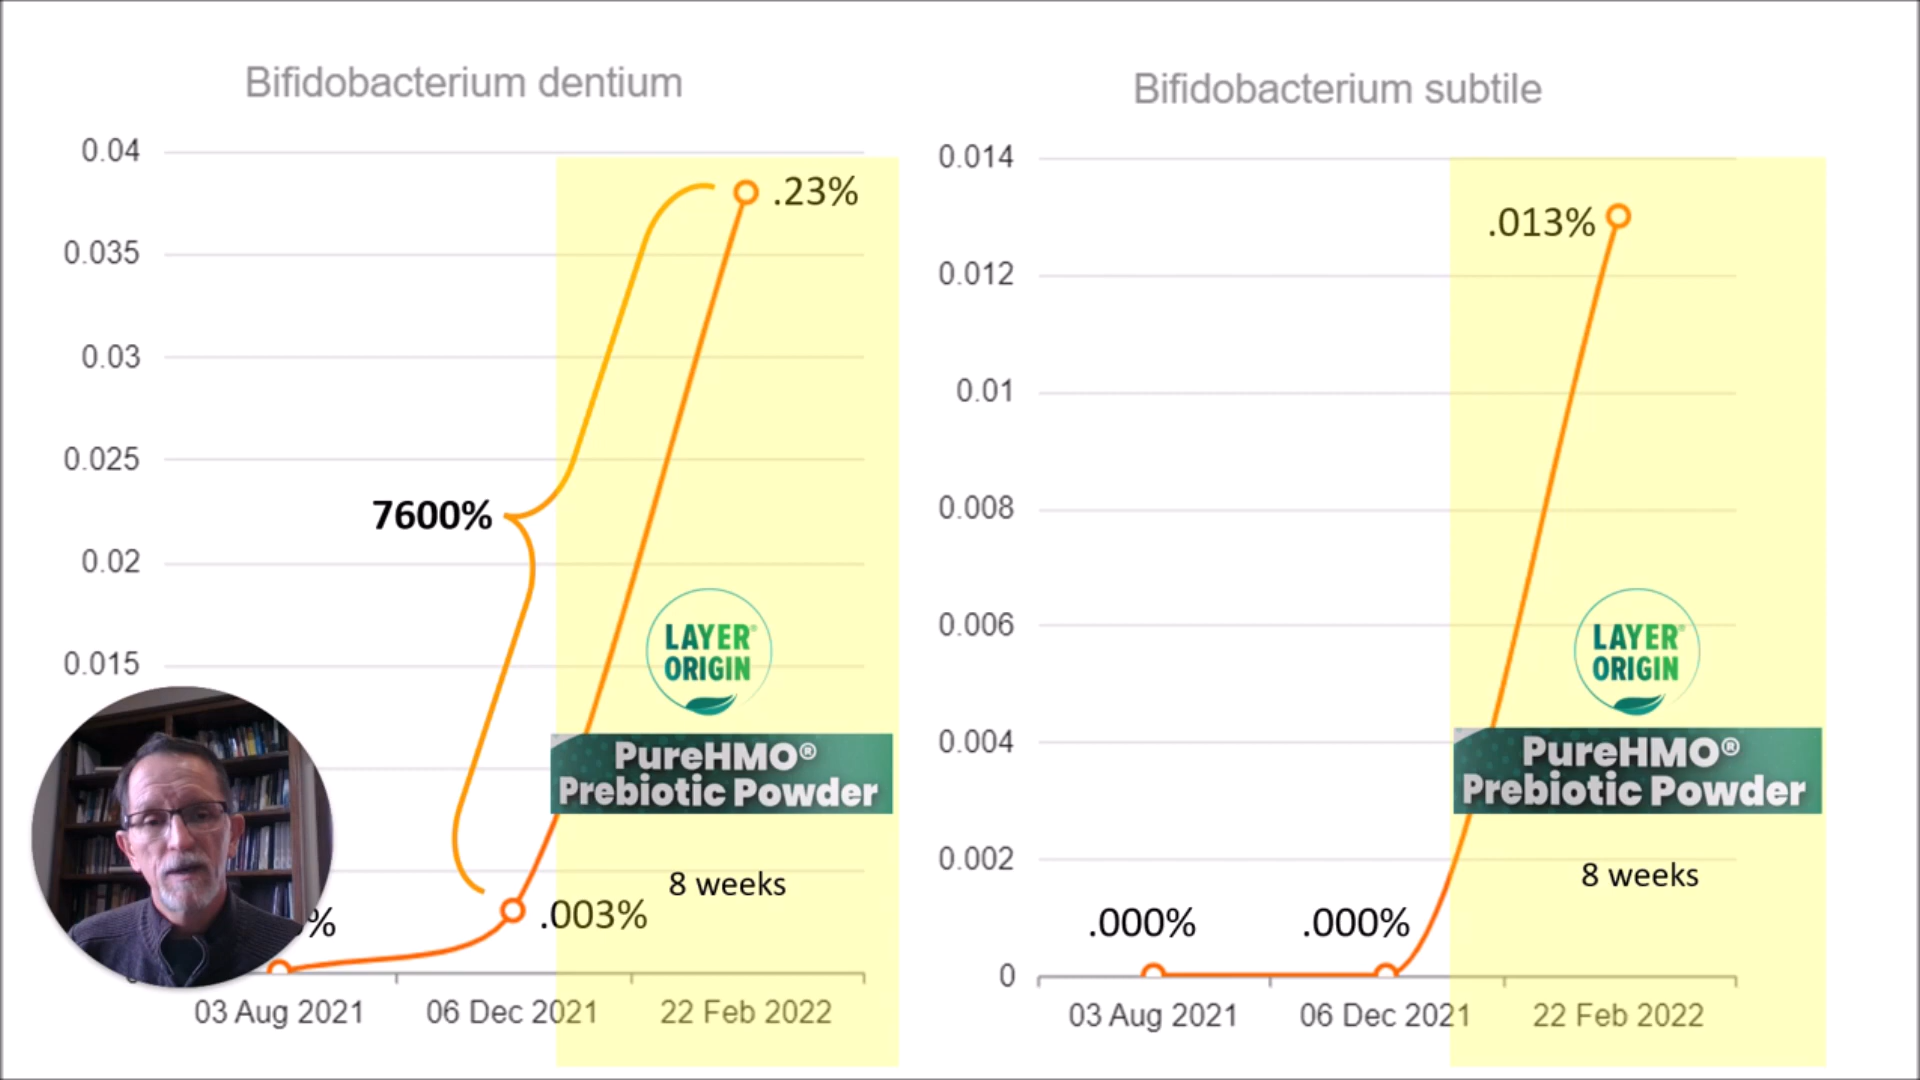 Bifidobacterium dentium
0.04
0.035
0.03
0.025
0.02
0.015
.23%
7600%
.003%
%
LAYER®
ORIGIN
PureHMO®
Prebiotic Powder
8 weeks
03 Aug 2021
06 Dec 2021
22 Feb 2022
Bifidobacterium subtile
0.014
0.012
0.01
0.008
0.006
0.004
0.002
0
.013%
LAYER®
ORIGIN
PureHMO®
Prebiotic Powder
8 weeks
.000%
.000%
03 Aug 2021
06 Dec 2021
22 Feb 2022